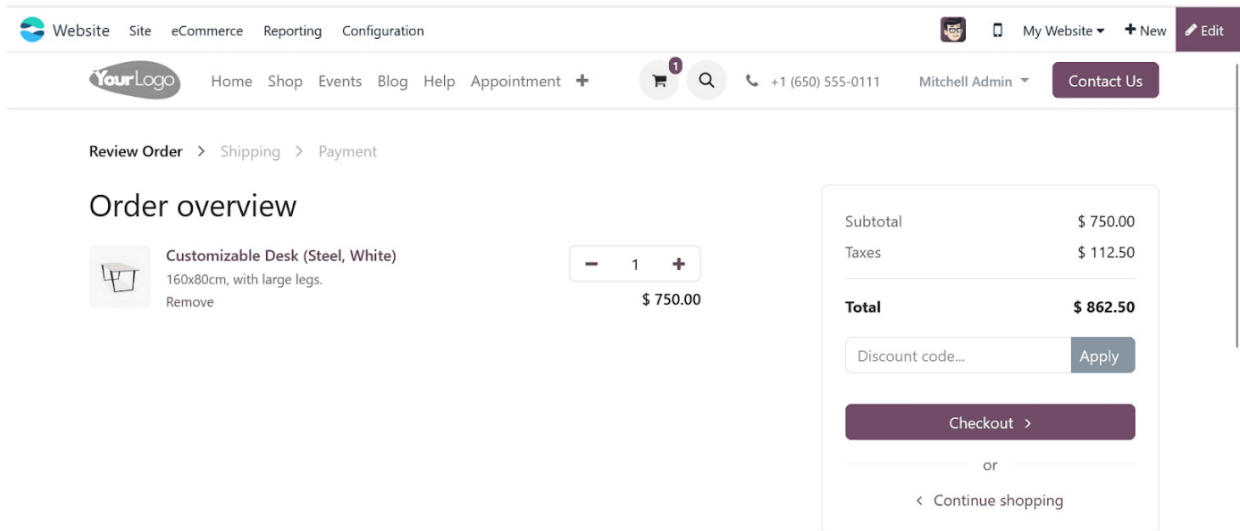 Website Site eCommerce Reporting Configuration My Website New Edit
YourLogo Home Shop Events Blog Help Appointment 1 +1 (650) 555-0111 Mitchell Admin Contact Us
Review Order > Shipping > Payment
Order overview
Customizable Desk (Steel, White)
160x80cm, with large legs.
Remove
1
$ 750.00
Subtotal $ 750.00
Taxes $ 112.50
Total $ 862.50
Discount code... Apply
Checkout >
or
< Continue shopping